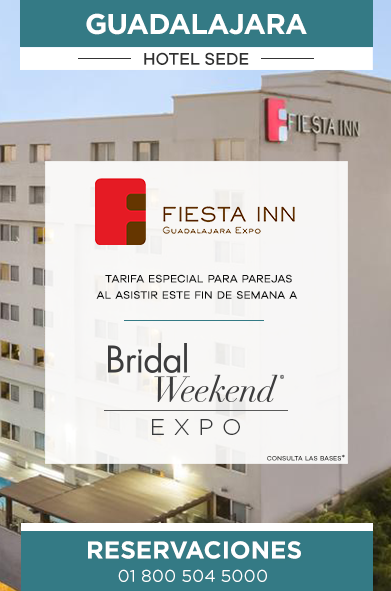 GUADALAJARA
HOTEL SEDE
FIESTA INN
FIESTA INN
GUADALAJARA EXPO
TARIFA ESPECIAL PARA PAREJAS
AL ASISTIR ESTE FIN DE SEMANA A
Bridal
Weekend®
EXPO
CONSULTA LAS BASES*
RESERVACIONES
01 800 504 5000